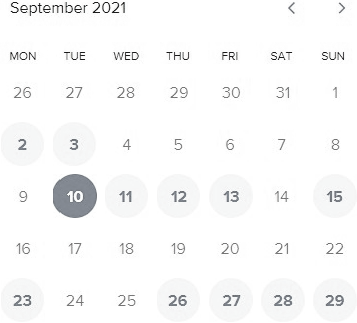 September 2021
MON TUE WED THU FRI SAT SUN
26 27 28 29 30 31 1
2 3 4 5 6 7 8
9 10 11 12 13 14 15
16 17 18 19 20 21 22
23 24 25 26 27 28 29